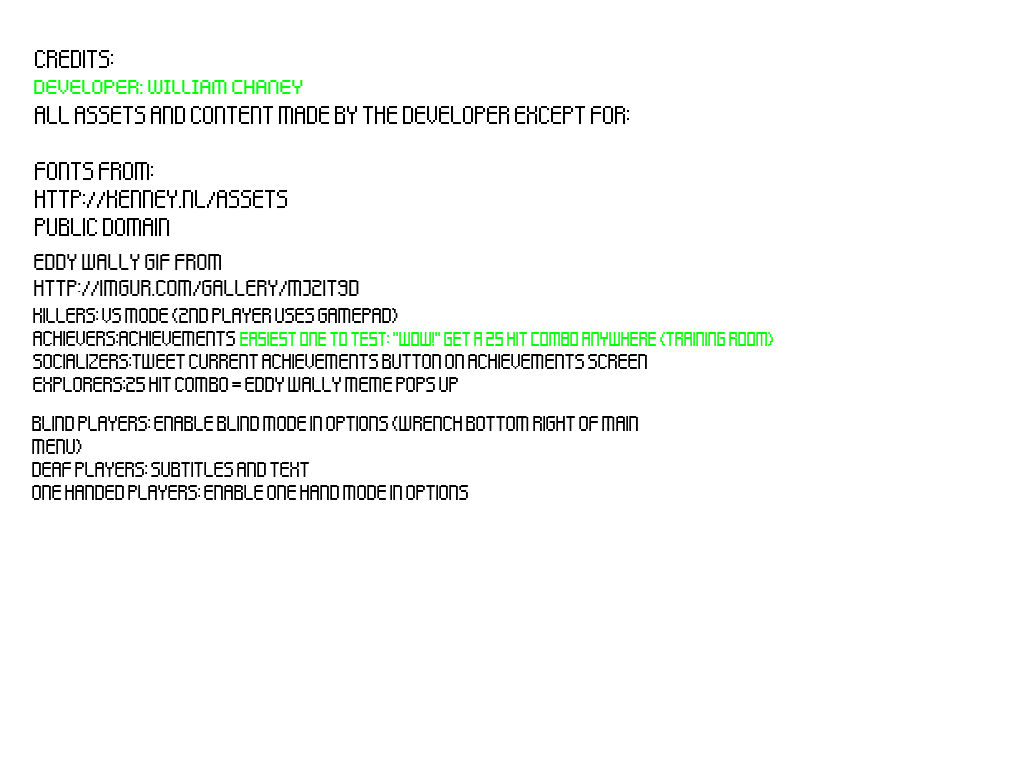 CREDITS:
DEVELOPER: WILLIAM CHANEY
ALL ASSETS AND CONTENT MADE BY THE DEVELOPER EXCEPT FOR:
FONTS FROM:
HTTP://KENNEY.NL/ASSETS
PUBLIC DOMAIN
EDDY WALLY GIF FROM
HTTP://IMGUR.COM/GALLERY/MJ2IT9D
KILLERS: VS MODE (2ND PLAYER USES GAMEPAD)
ACHIEVERS:ACHIEVEMENTS EASIEST ONE TO TEST: "WOW!" GET A 25 HIT COMBO ANYWHERE (TRAINING ROOM)
SOCIALIZERS:TWEET CURRENT ACHIEVEMENTS BUTTON ON ACHIEVEMENTS SCREEN
EXPLORERS:25 HIT COMBO = EDDY WALLY MEME POPS UP
BLIND PLAYERS: ENABLE BLIND MODE IN OPTIONS (WRENCH BOTTOM RIGHT OF MAIN
MENU)
DEAF PLAYERS: SUBTITLES AND TEXT
ONE HANDED PLAYERS: ENABLE ONE HAND MODE IN OPTIONS